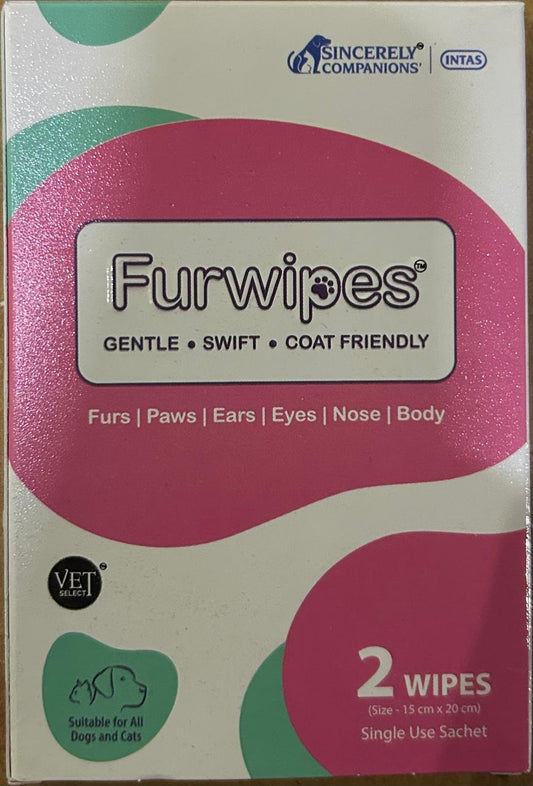 SINCERELY™
COMPANIONS'
INTAS
Furwipes™
GENTLE • SWIFT • COAT FRIENDLY
Furs | Paws | Ears | Eyes | Nose | Body
VET
SELECT
Suitable for All
Dogs and Cats
2 WIPES
(Size - 15 cm x 20 cm)
Single Use Sachet